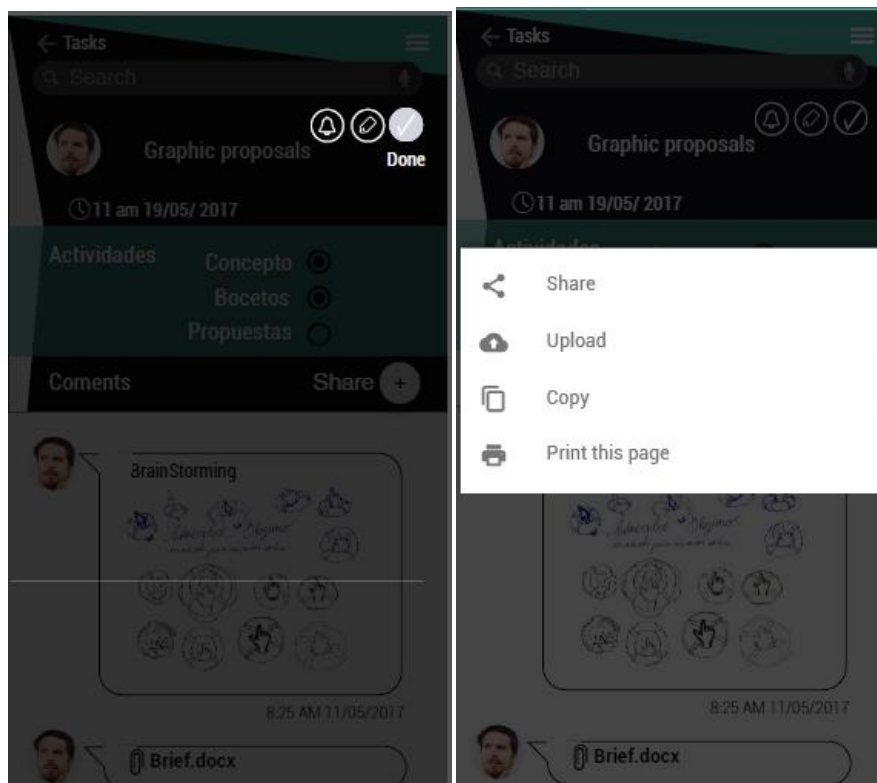 Tasks
Search
Done
Graphic proposals
11 am 19/05/ 2017
Actividades
Concepto
Bocetos
Propuestas
Coments
Share +
BrainStorming
8:25 AM 11/05/2017
Brief.docx
Tasks
Search
Graphic proposals
11 am 19/05/ 2017
Actividades
Share
Upload
Copy
Print this page
8:25 AM 11/05/2017
Brief.docx